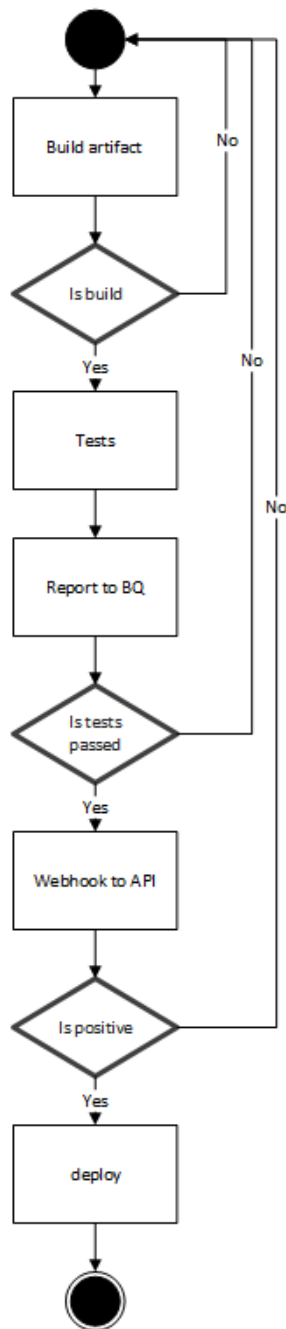 Build artifact
No
Is build
Yes
No
Tests
No
Report to BQ
Is tests
passed
Yes
Webhook to API
Is positive
Yes
deploy